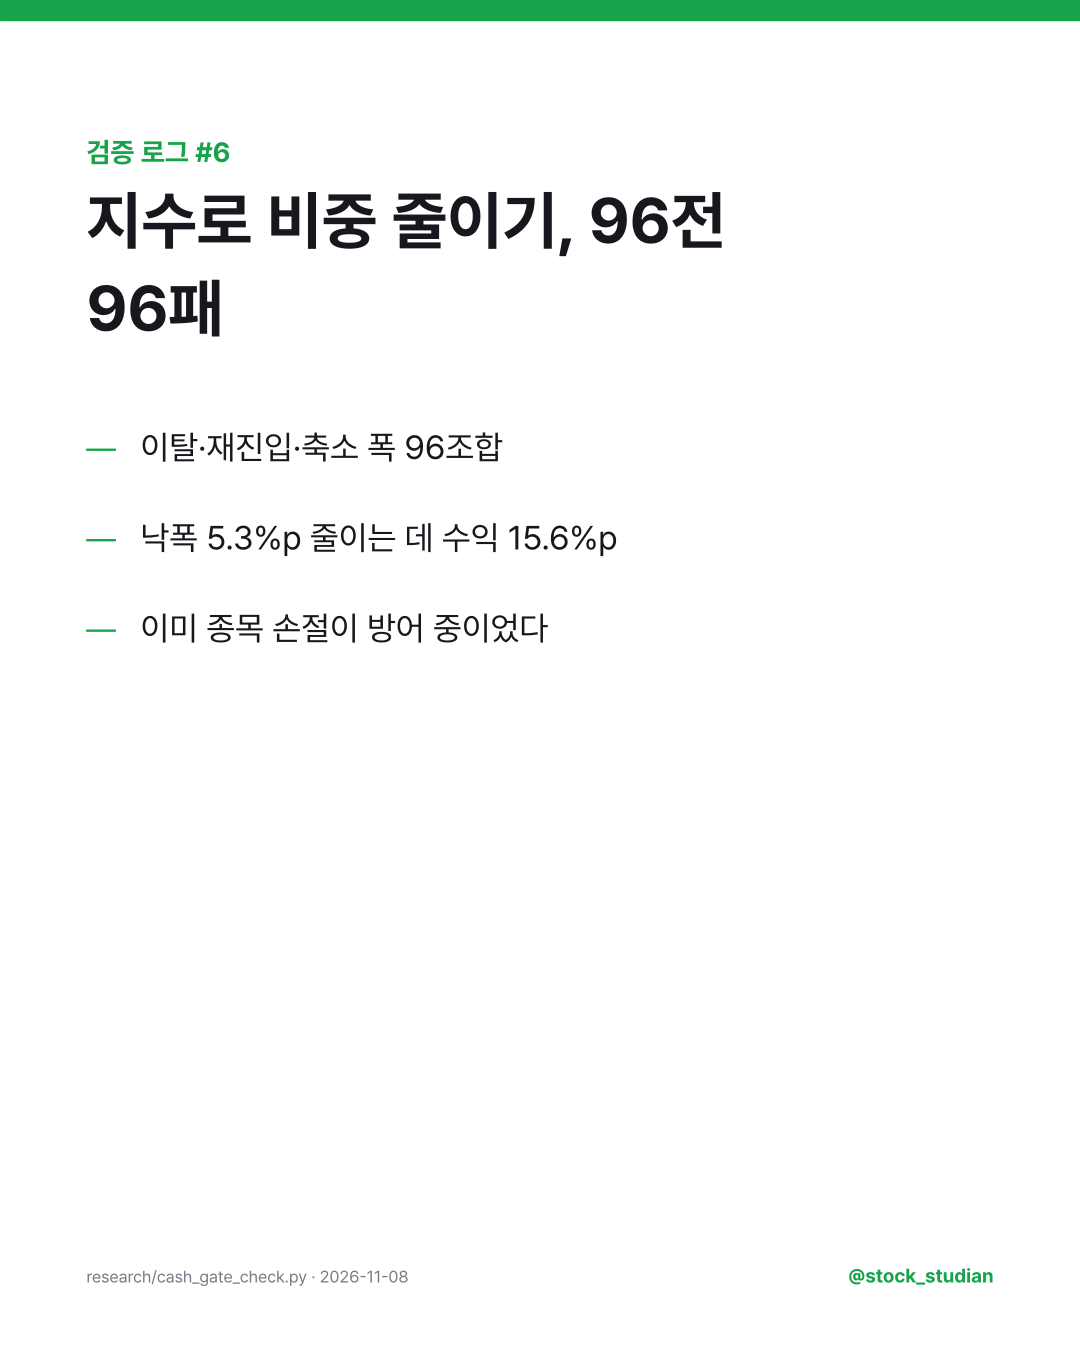 검증 로그 #6
지수로 비중 줄이기, 96전
96패
— 이탈·재진입·축소 폭 96조합
— 낙폭 5.3%p 줄이는 데 수익 15.6%p
— 이미 종목 손절이 방어 중이었다
research/cash_gate_check.py · 2026-11-08
@stock_studian